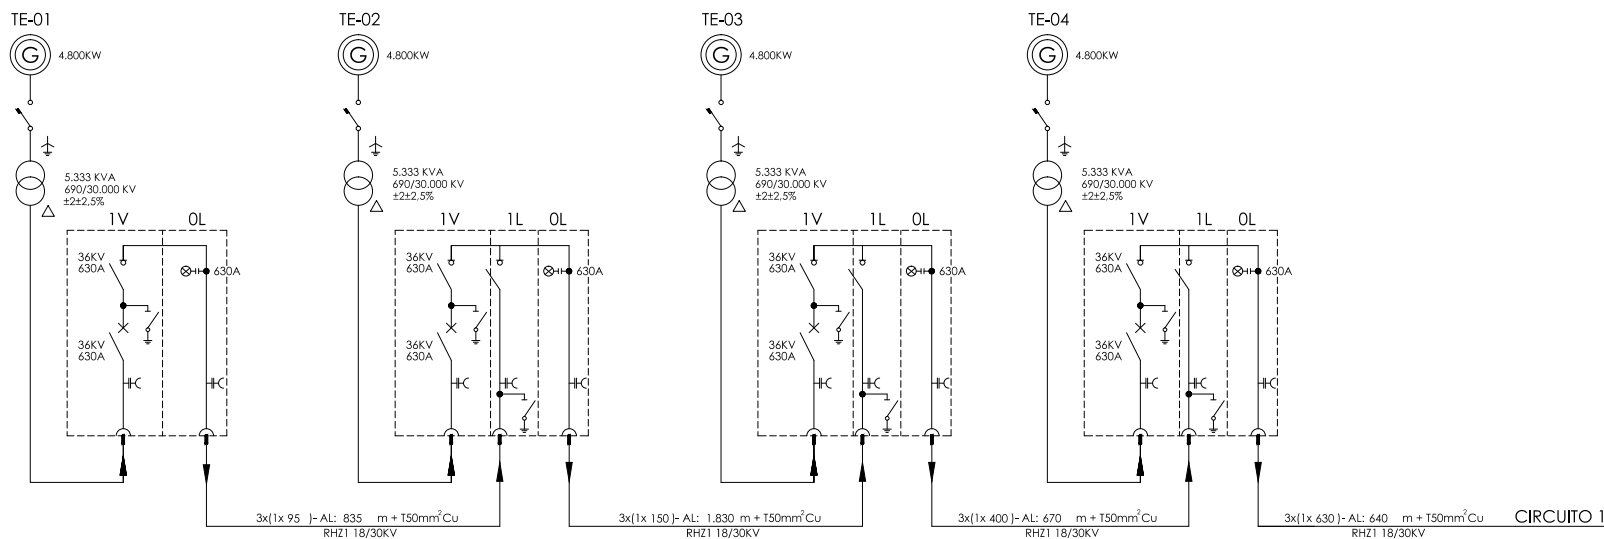 TE-01
G
4.800KW
5.333 KVA
690/30.000 KV
±2±2,5%
1V 0L
36KV
630A
630A
36KV
630A
TE-02
G
4.800KW
5.333 KVA
690/30.000 KV
±2±2,5%
1V 1L 0L
36KV
630A
630A
36KV
630A
TE-03
G
4.800KW
5.333 KVA
690/30.000 KV
±2±2,5%
1V 1L 0L
36KV
630A
630A
36KV
630A
TE-04
G
4.800KW
5.333 KVA
690/30.000 KV
±2±2,5%
1V 1L 0L
36KV
630A
630A
36KV
630A
3x(1x 95 )- AL: 835 m + T50mm²Cu
RHZ1 18/30KV
3x(1x 150 )- AL: 1.830 m + T50mm²Cu
RHZ1 18/30KV
3x(1x 400 )- AL: 670 m + T50mm²Cu
RHZ1 18/30KV
3x(1x 630 )- AL: 640 m + T50mm²Cu
RHZ1 18/30KV
CIRCUITO 1